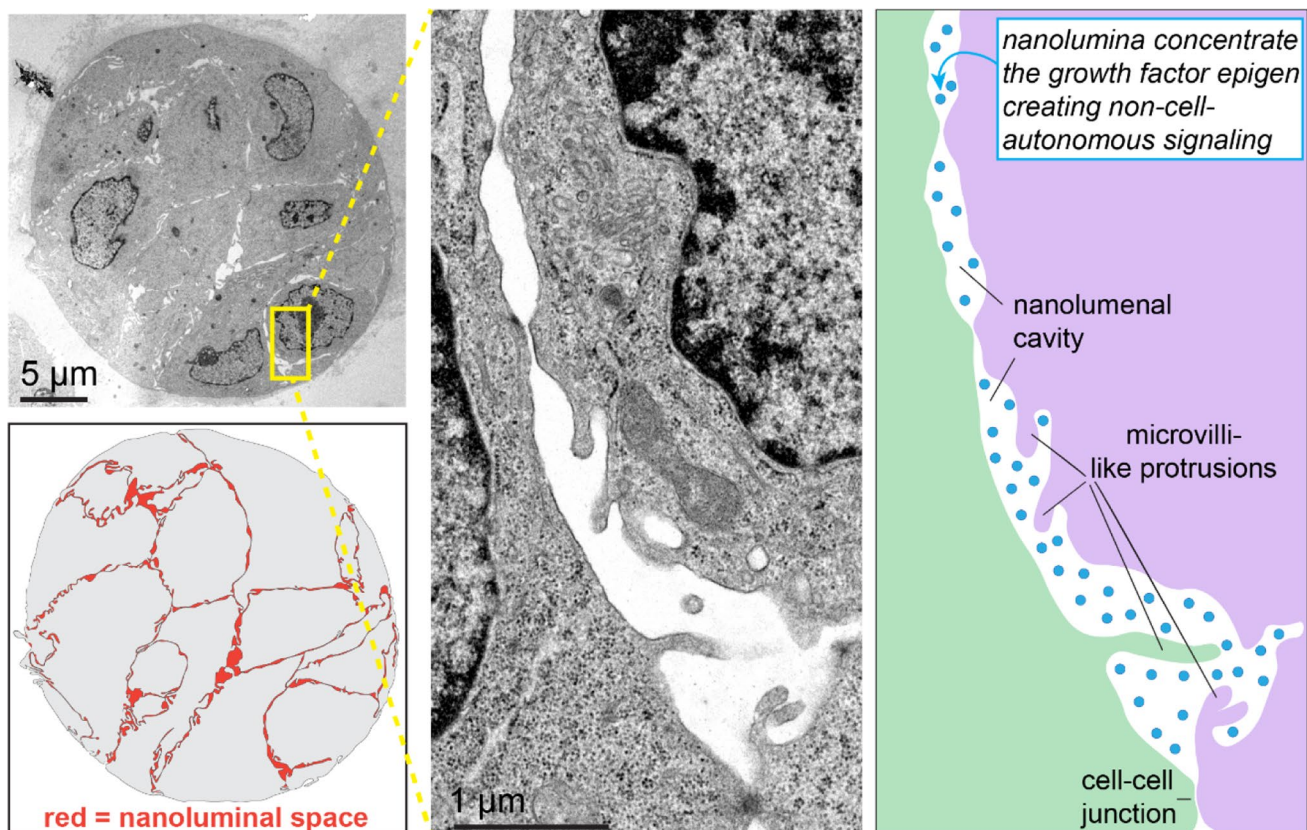 5 µm
red = nanoluminal space
1 µm
nanolumina concentrate
the growth factor epigen
creating non-cell-
autonomous signaling
nanolumenal
cavity
microvilli-
like protrusions
cell-cell
junction